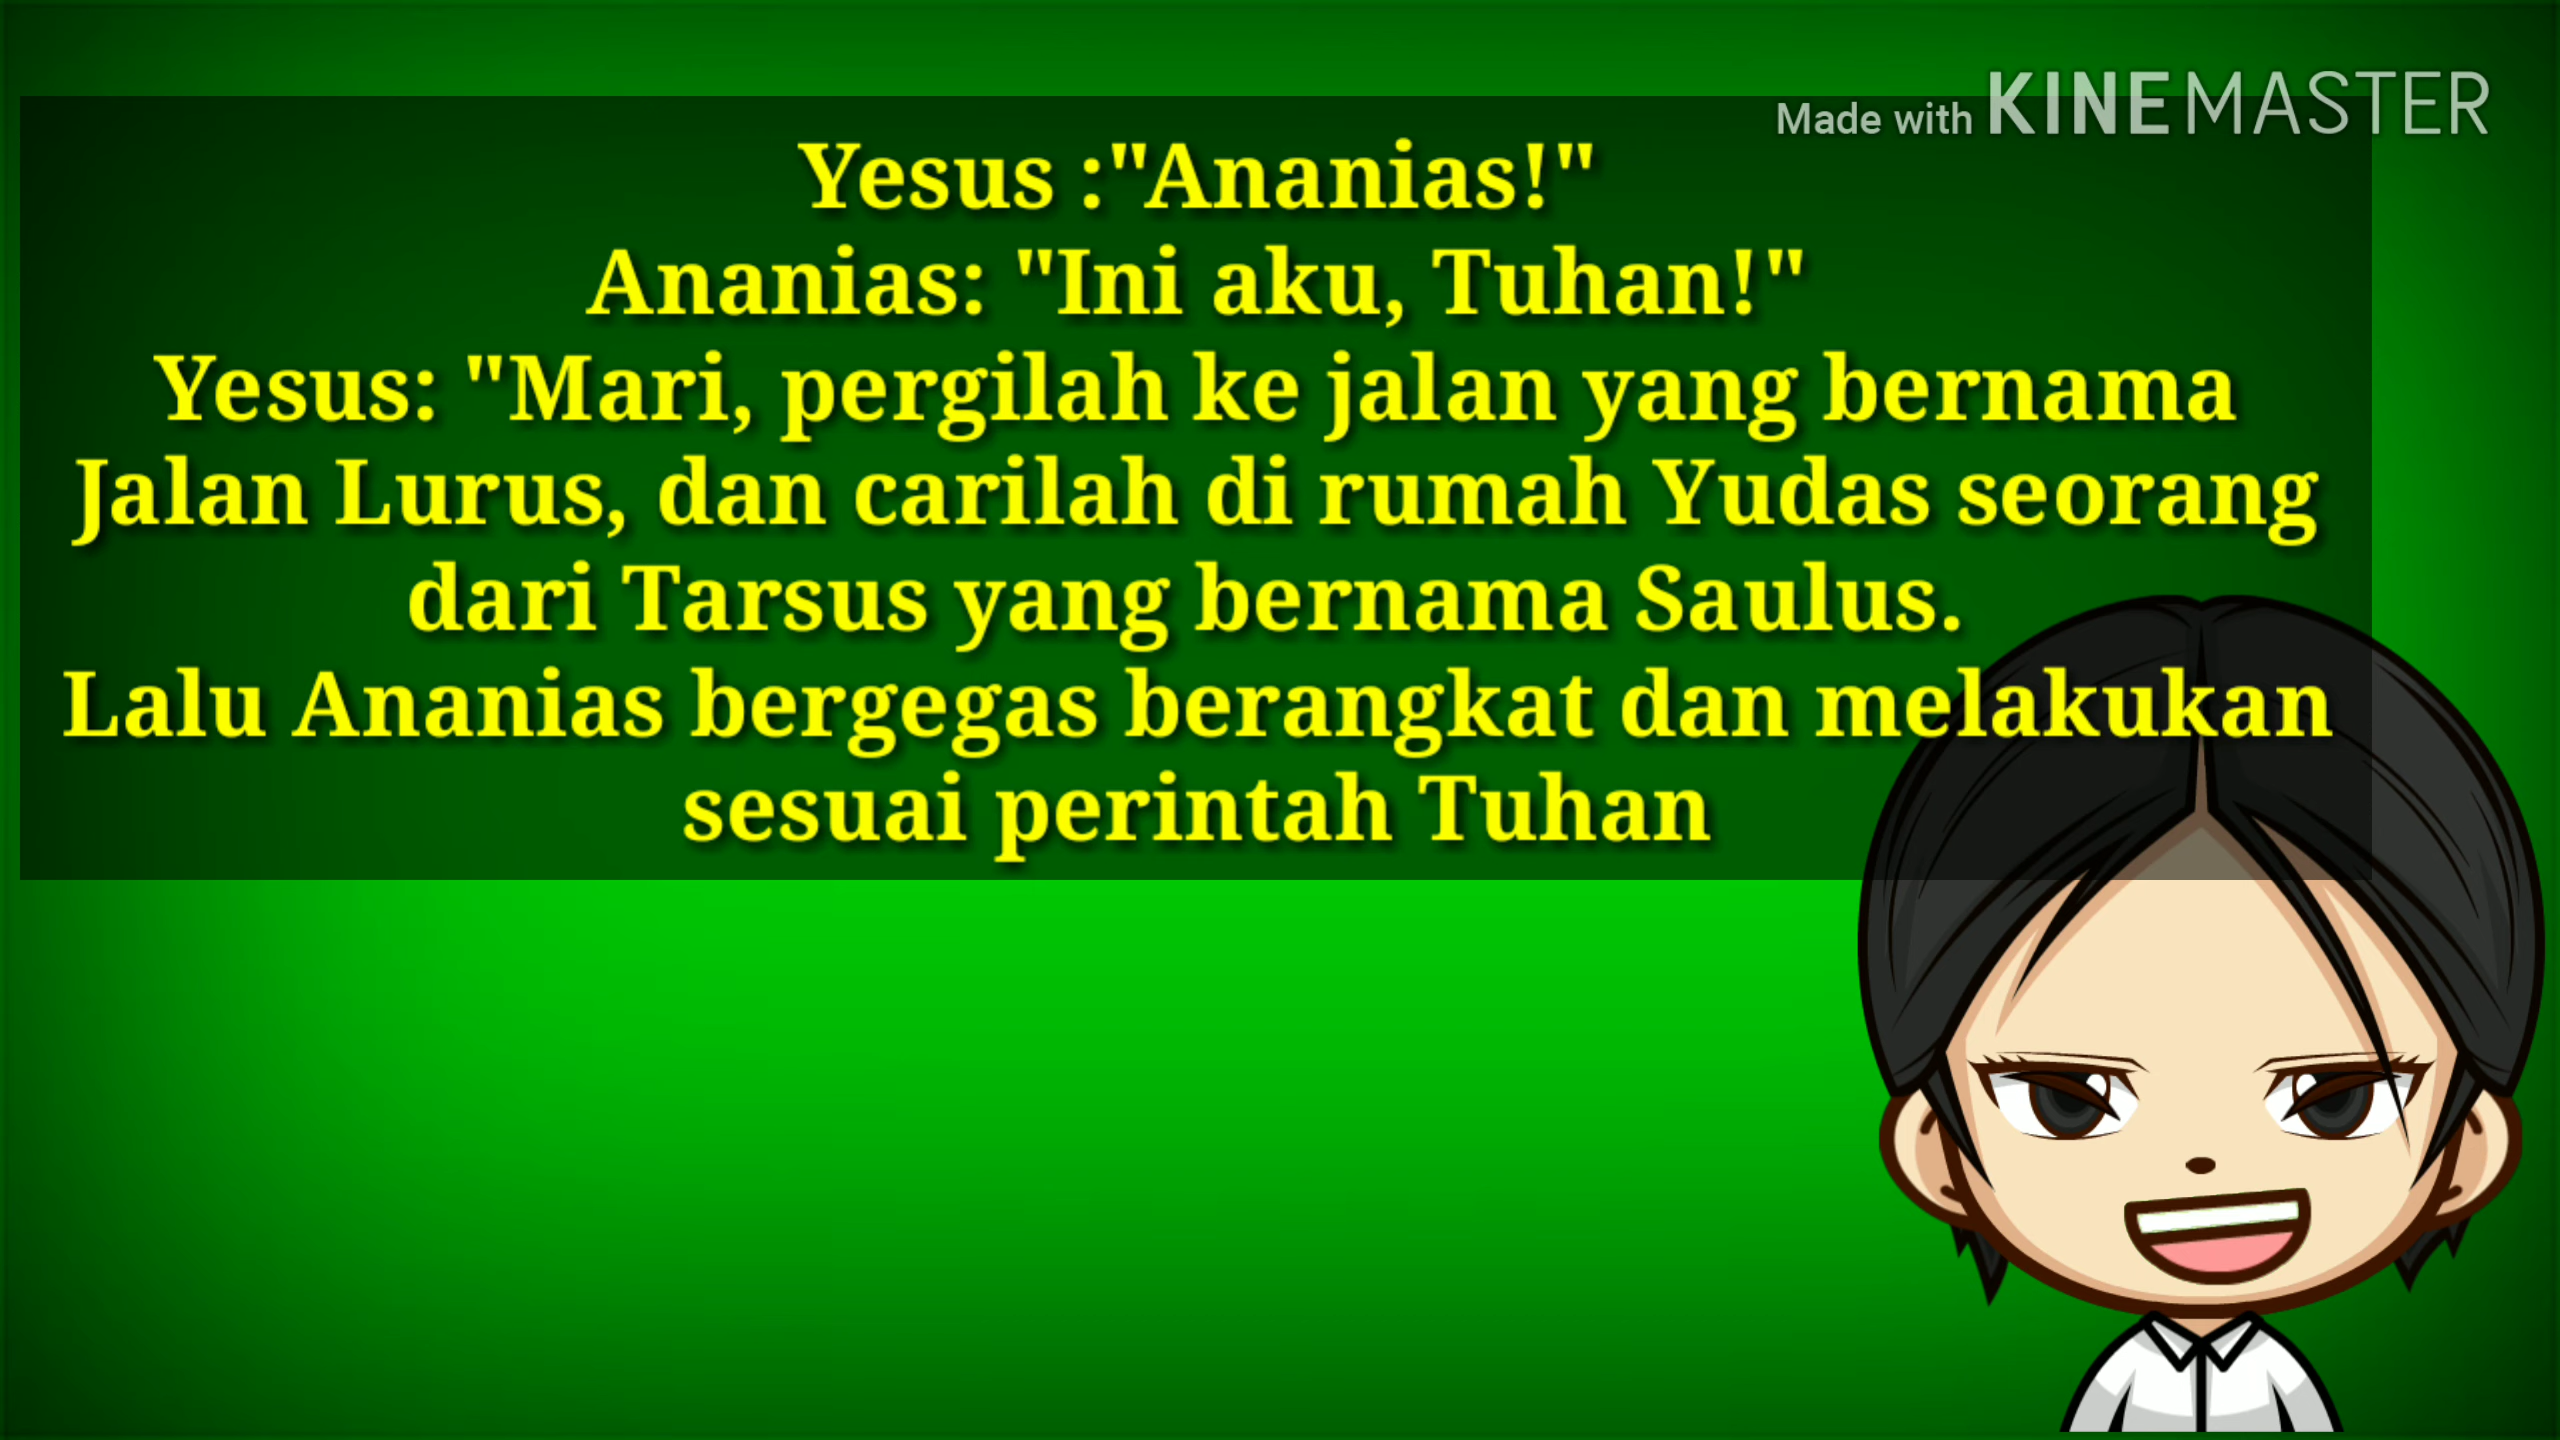 Made with KINEMASTER
Yesus :"Ananias!"
Ananias: "Ini aku, Tuhan!"
Yesus: "Mari, pergilah ke jalan yang bernama
Jalan Lurus, dan carilah di rumah Yudas seorang
dari Tarsus yang bernama Saulus.
Lalu Ananias bergegas berangkat dan melakukan
sesuai perintah Tuhan